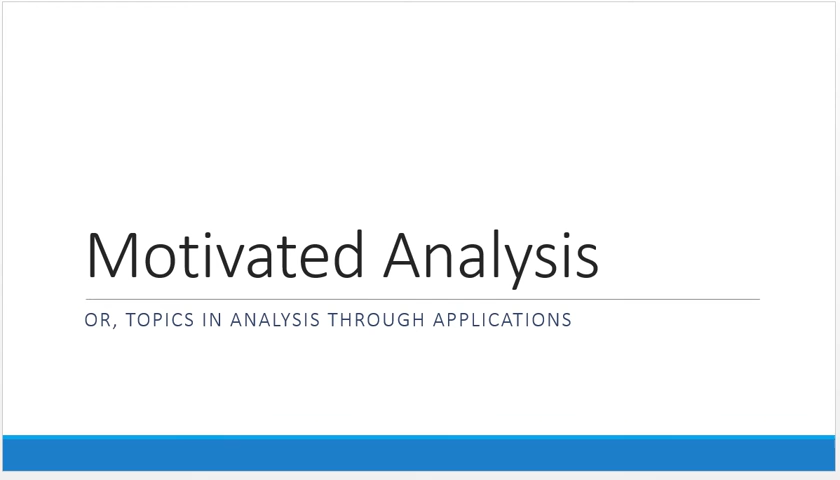 Motivated Analysis
OR, TOPICS IN ANALYSIS THROUGH APPLICATIONS